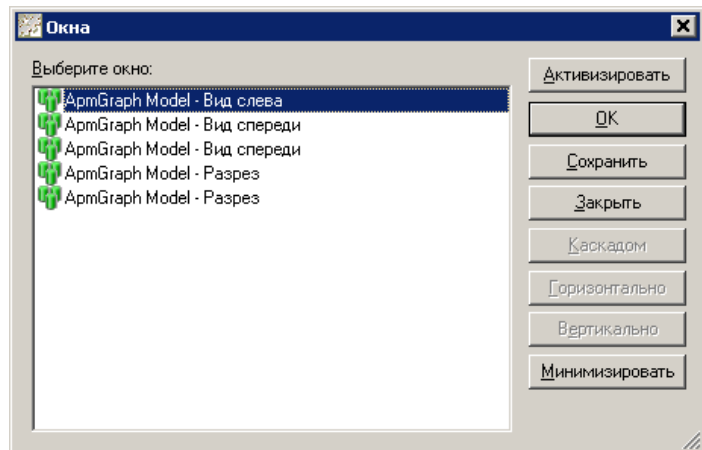 Окна
Выберите окно:
ApmGraph Model - Вид слева
ApmGraph Model - Вид спереди
ApmGraph Model - Вид спереди
ApmGraph Model - Разрез
ApmGraph Model - Разрез
Активизировать
OK
Сохранить
Закрыть
Каскадом
Горизонтально
Вертикально
Минимизировать